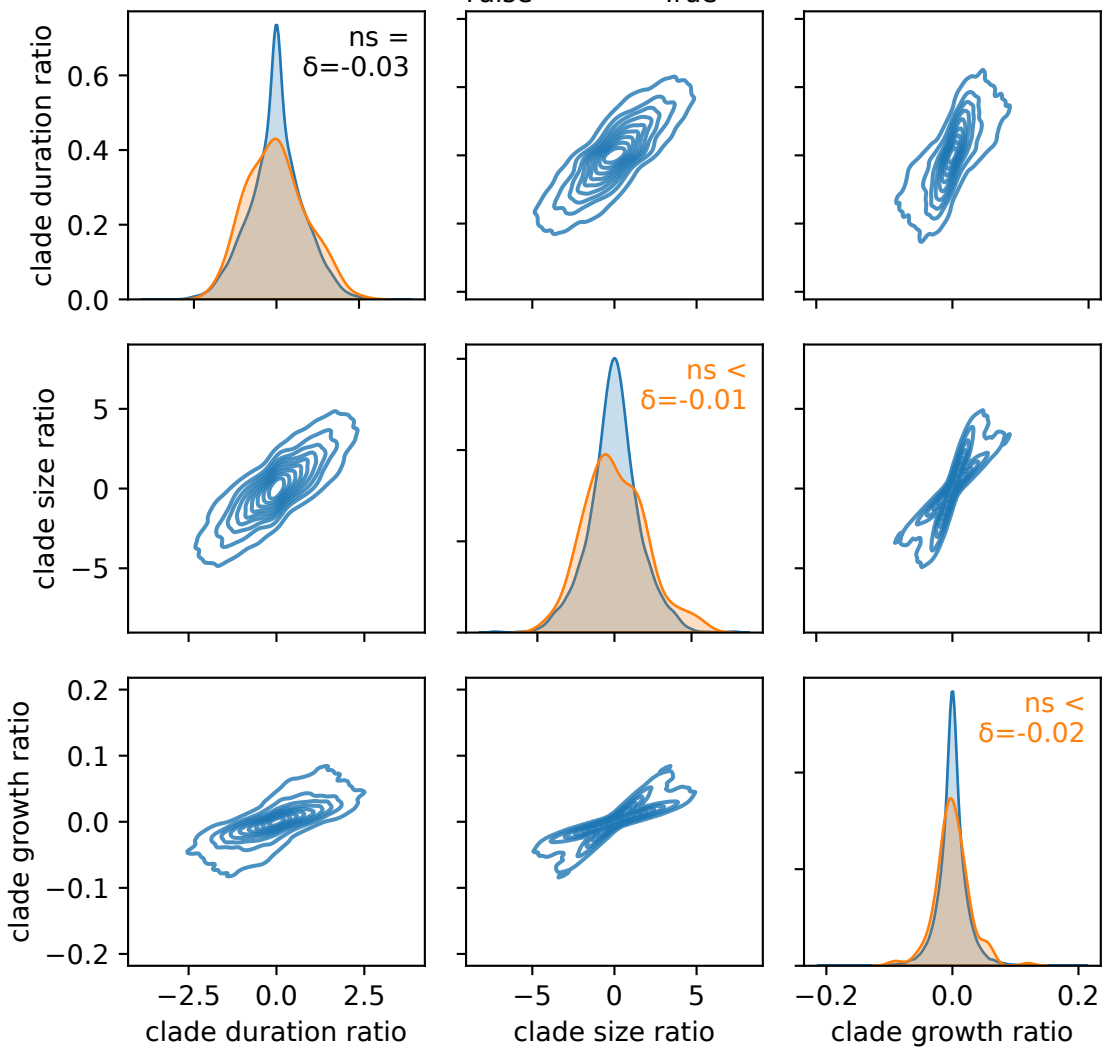 clade duration ratio
0.6
0.4
0.2
0.0
ns =
δ=-0.03
clade size ratio
5
0
−5
ns <
δ=-0.01
clade growth ratio
0.2
0.1
0.0
−0.1
−0.2
ns <
δ=-0.02
−2.5 0.0 2.5
−5 0 5
−0.2 0.0 0.2
clade duration ratio
clade size ratio
clade growth ratio